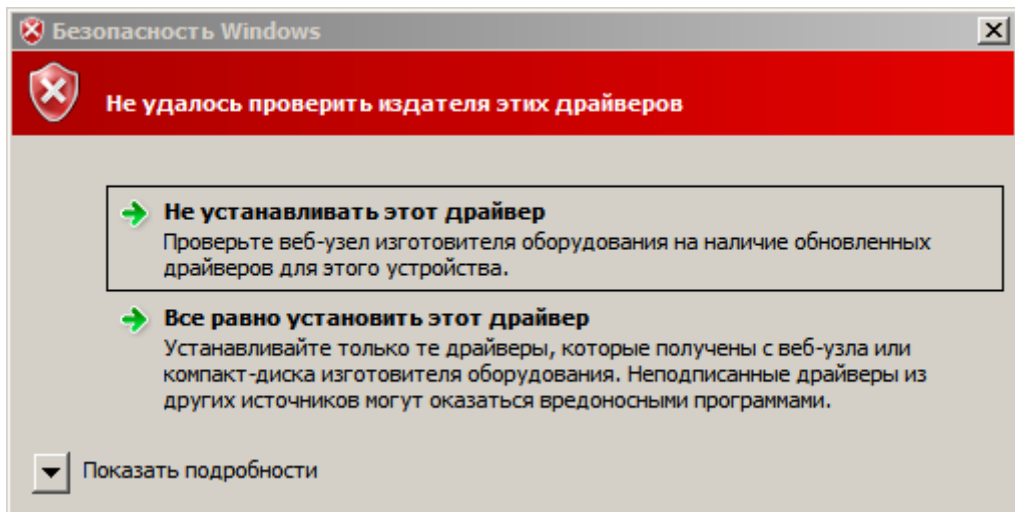 Безопасность Windows
Не удалось проверить издателя этих драйверов
Не устанавливать этот драйвер
Проверьте веб-узел изготовителя оборудования на наличие обновленных
драйверов для этого устройства.
Все равно установить этот драйвер
Устанавливайте только те драйверы, которые получены с веб-узла или
компакт-диска изготовителя оборудования. Неподписанные драйверы из
других источников могут оказаться вредоносными программами.
Показать подробности